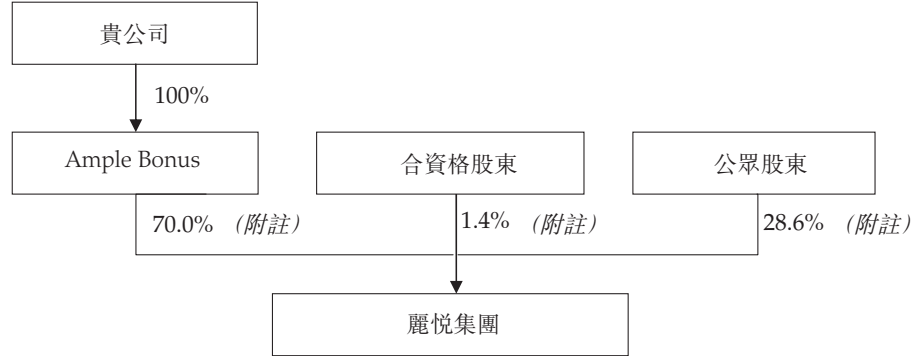 貴公司
100%
Ample Bonus
合資格股東
公眾股東
70.0% （附註）
1.4% （附註）
28.6% （附註）
麗悅集團